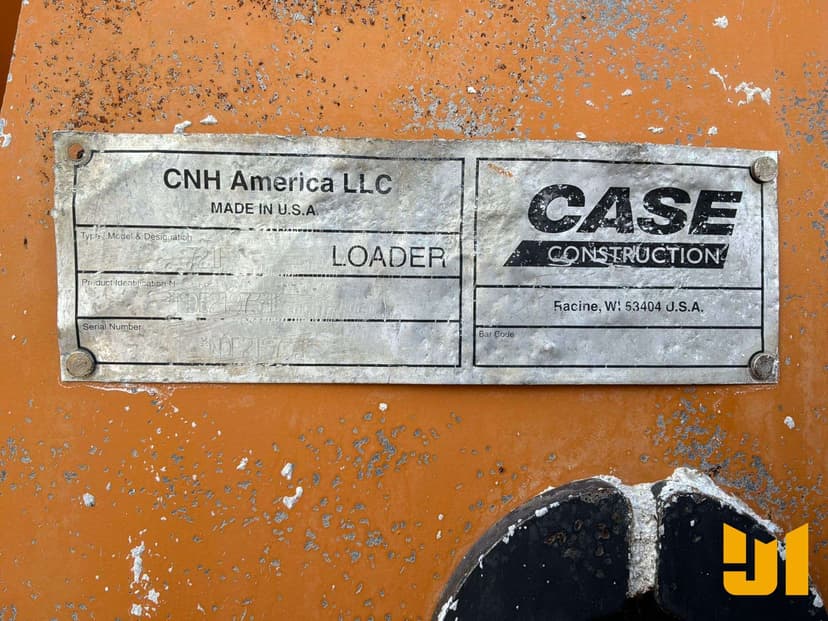 CNH America LLC
MADE IN U.S.A.
Type / Model & Designation
LOADER
Product Identification N
Serial Number
CASE
CONSTRUCTION
Racine, WI 53404 U.S.A.
Bar Code